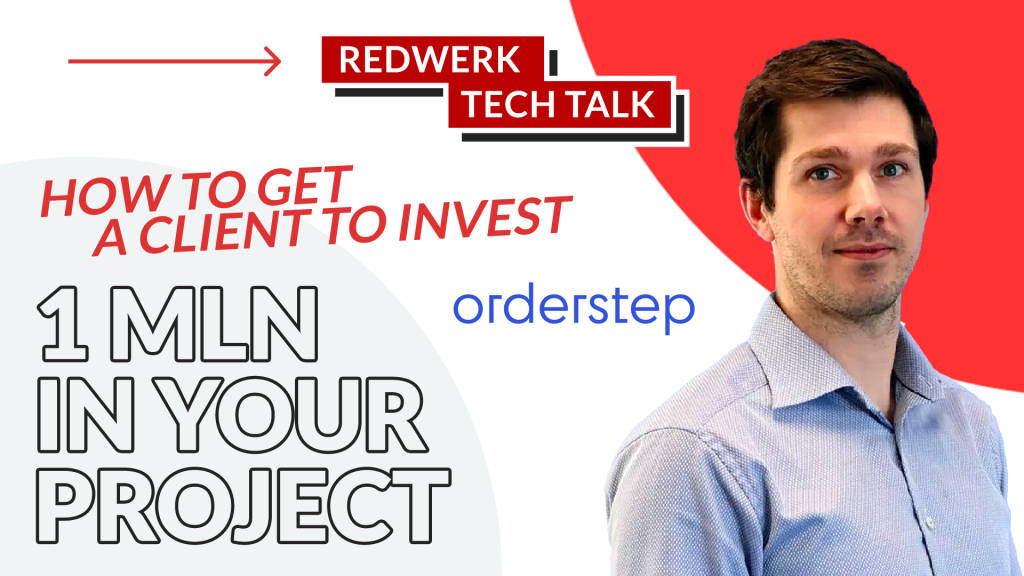 REDWERK
TECH TALK
HOW TO GET
A CLIENT TO INVEST
1 MLN
IN YOUR
PROJECT
orderstep